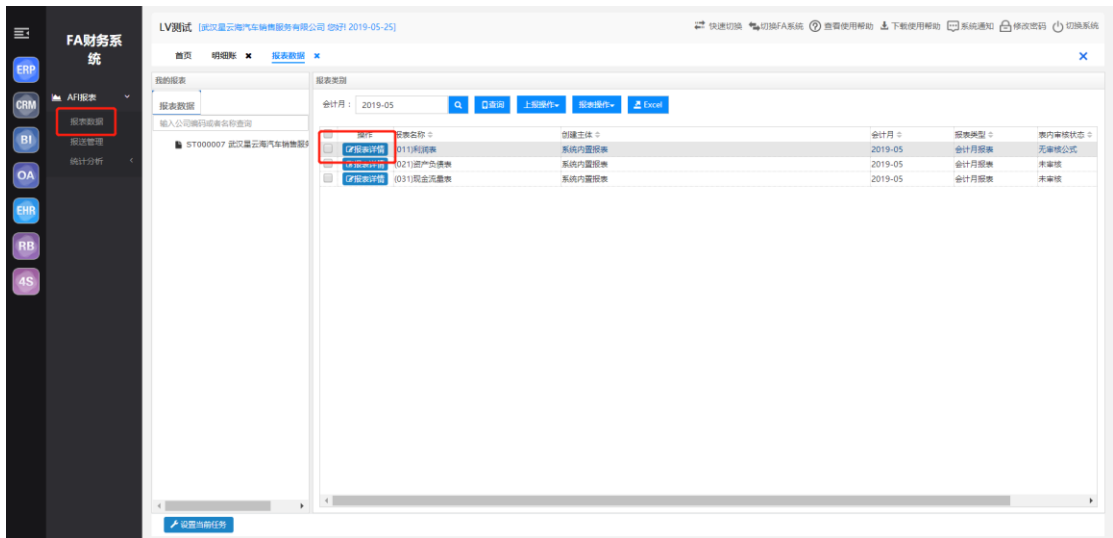 LV测试 [武汉星云海汽车销售服务有限公司 您好! 2019-05-25]
快速切换 切换FA系统 查看使用帮助 下载使用帮助 系统通知 修改密码 切换系统
FA财务系
统
ERP
CRM
BI
OA
EHR
RB
4S
AFI报表
报表数据
报送管理
统计分析
首页 明细账 × 报表数据 ×
我的报表
报表数据
输入公司编码或者名称查询
ST000007 武汉星云海汽车销售服务
报表类别
会计月： 2019-05 查询 上报操作 报表操作 Excel
操作 报表名称 创建主体 会计月 报表类型 表内审核状态
报表详情 (011)利润表 系统内置报表 2019-05 会计月报表 无审核公式
报表详情 (021)资产负债表 系统内置报表 2019-05 会计月报表 未审核
报表详情 (031)现金流量表 系统内置报表 2019-05 会计月报表 未审核
设置当前任务